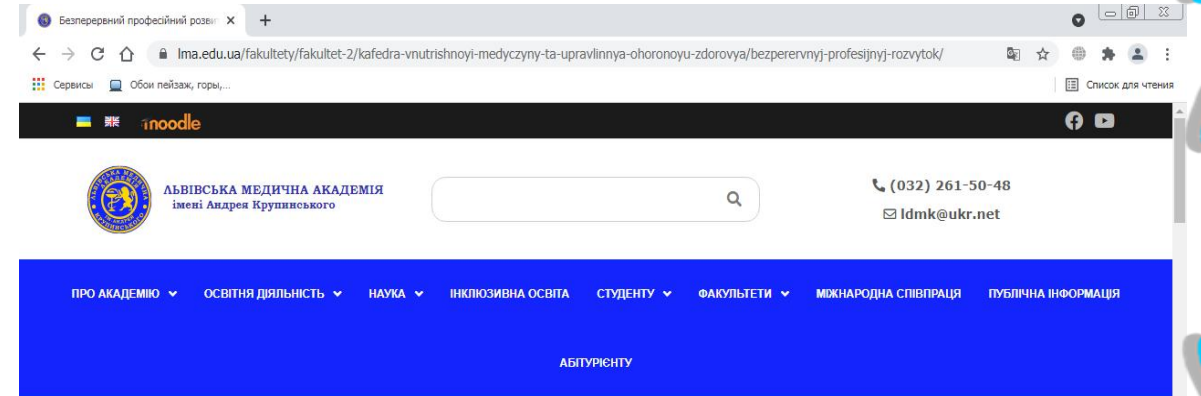 Безперервний професійний розвит
lma.edu.ua/fakultety/fakultet-2/kafedra-vnutrishnoyi-medyczyny-ta-upravlinnya-ohoronoyu-zdorovya/bezperervnyj-profesijnyj-rozvytok/
Сервисы Обои пейзаж, горы,... Список для чтения
moodle
ЛЬВІВСЬКА МЕДИЧНА АКАДЕМІЯ
імені Андрея Крупинського
(032) 261-50-48
ldmk@ukr.net
ПРО АКАДЕМІЮ ОСВІТНЯ ДІЯЛЬНІСТЬ НАУКА ІНКЛЮЗИВНА ОСВІТА СТУДЕНТУ ФАКУЛЬТЕТИ МІЖНАРОДНА СПІВПРАЦЯ ПУБЛІЧНА ІНФОРМАЦІЯ
АБІТУРІЄНТУ